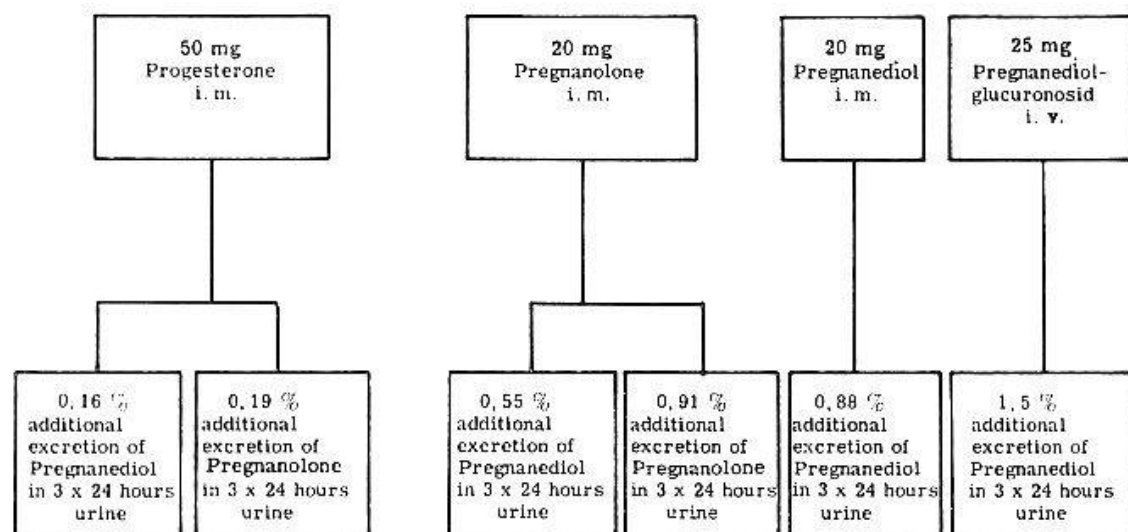 50 mg
Progesterone
i. m.
20 mg
Pregnanolone
i. m.
20 mg
Pregnanediol
i. m.
25 mg
Pregnanediol-
glucuronosid
i. v.
0,16 %
additional
excretion of
Pregnanediol
in 3 x 24 hours
urine
0,19 %
additional
excretion of
Pregnanolone
in 3 x 24 hours
urine
0,55 %
additional
excretion of
Pregnanediol
in 3 x 24 hours
urine
0,91 %
additional
excretion of
Pregnanolone
in 3 x 24 hours
urine
0,88 %
additional
excretion of
Pregnanediol
in 3 x 24 hours
urine
1,5 %
additional
excretion of
Pregnanediol
in 3 x 24 hours
urine